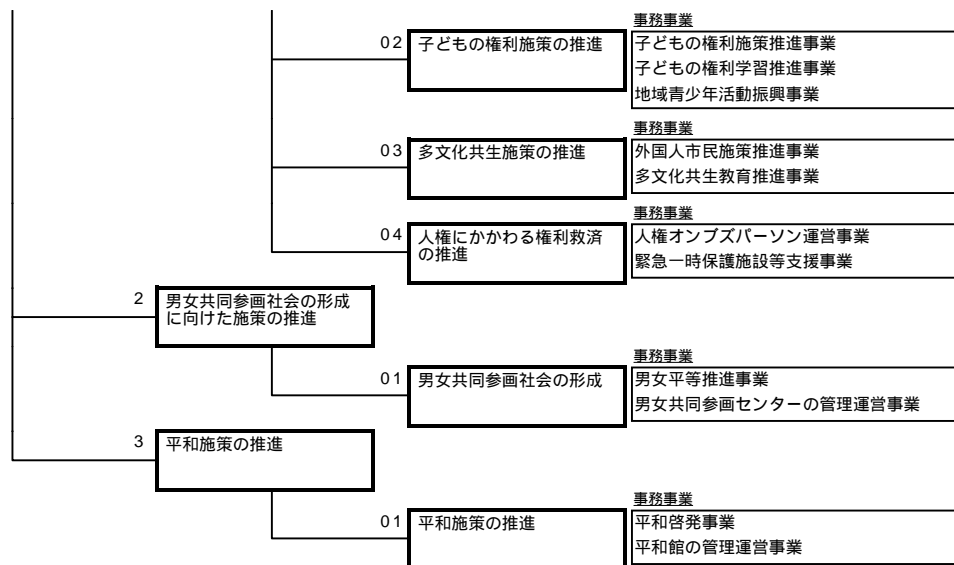 事務事業
02 子どもの権利施策の推進
子どもの権利施策推進事業
子どもの権利学習推進事業
地域青少年活動振興事業
事務事業
03 多文化共生施策の推進
外国人市民施策推進事業
多文化共生教育推進事業
事務事業
04 人権にかかわる権利救済
の推進
人権オンブズパーソン運営事業
緊急一時保護施設等支援事業
2 男女共同参画社会の形成
に向けた施策の推進
事務事業
01 男女共同参画社会の形成
男女平等推進事業
男女共同参画センターの管理運営事業
3 平和施策の推進
事務事業
01 平和施策の推進
平和啓発事業
平和館の管理運営事業